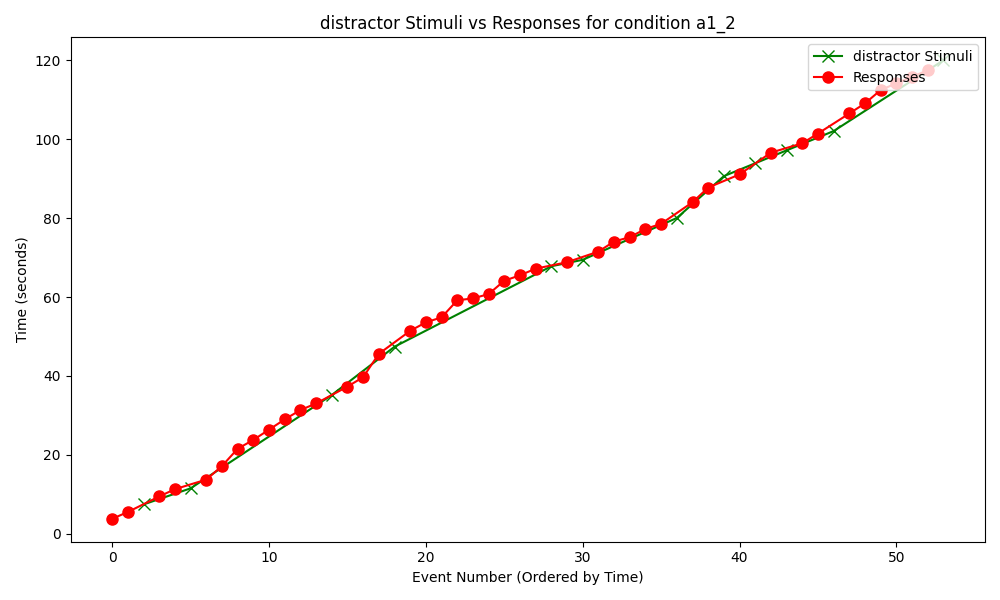 distractor Stimuli vs Responses for condition a1_2
distractor Stimuli
Responses
Time (seconds)
120
100
80
60
40
20
0
0 10 20 30 40 50
Event Number (Ordered by Time)